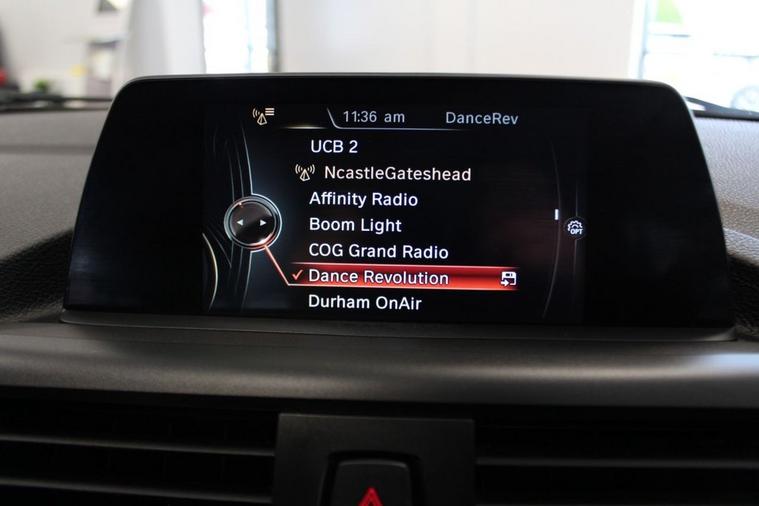 11:36 am DanceRev
UCB 2
NcastleGateshead
Affinity Radio
Boom Light
COG Grand Radio
Dance Revolution
Durham OnAir
OPT